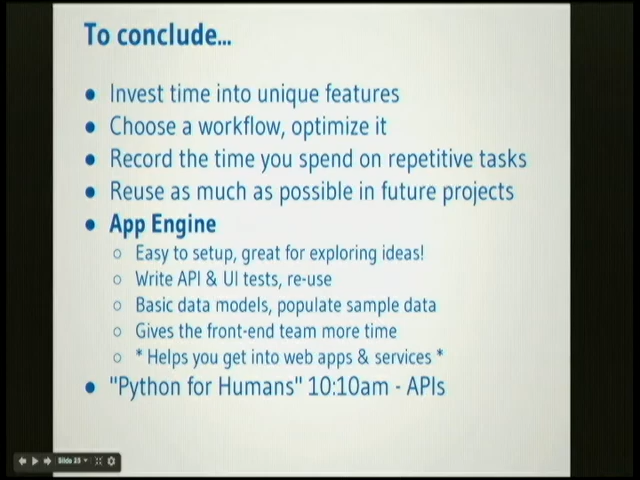 To conclude...
● Invest time into unique features
● Choose a workflow, optimize it
● Record the time you spend on repetitive tasks
● Reuse as much as possible in future projects
● App Engine
○ Easy to setup, great for exploring ideas!
○ Write API & UI tests, re-use
○ Basic data models, populate sample data
○ Gives the front-end team more time
○ * Helps you get into web apps & services *
● "Python for Humans" 10:10am - APIs